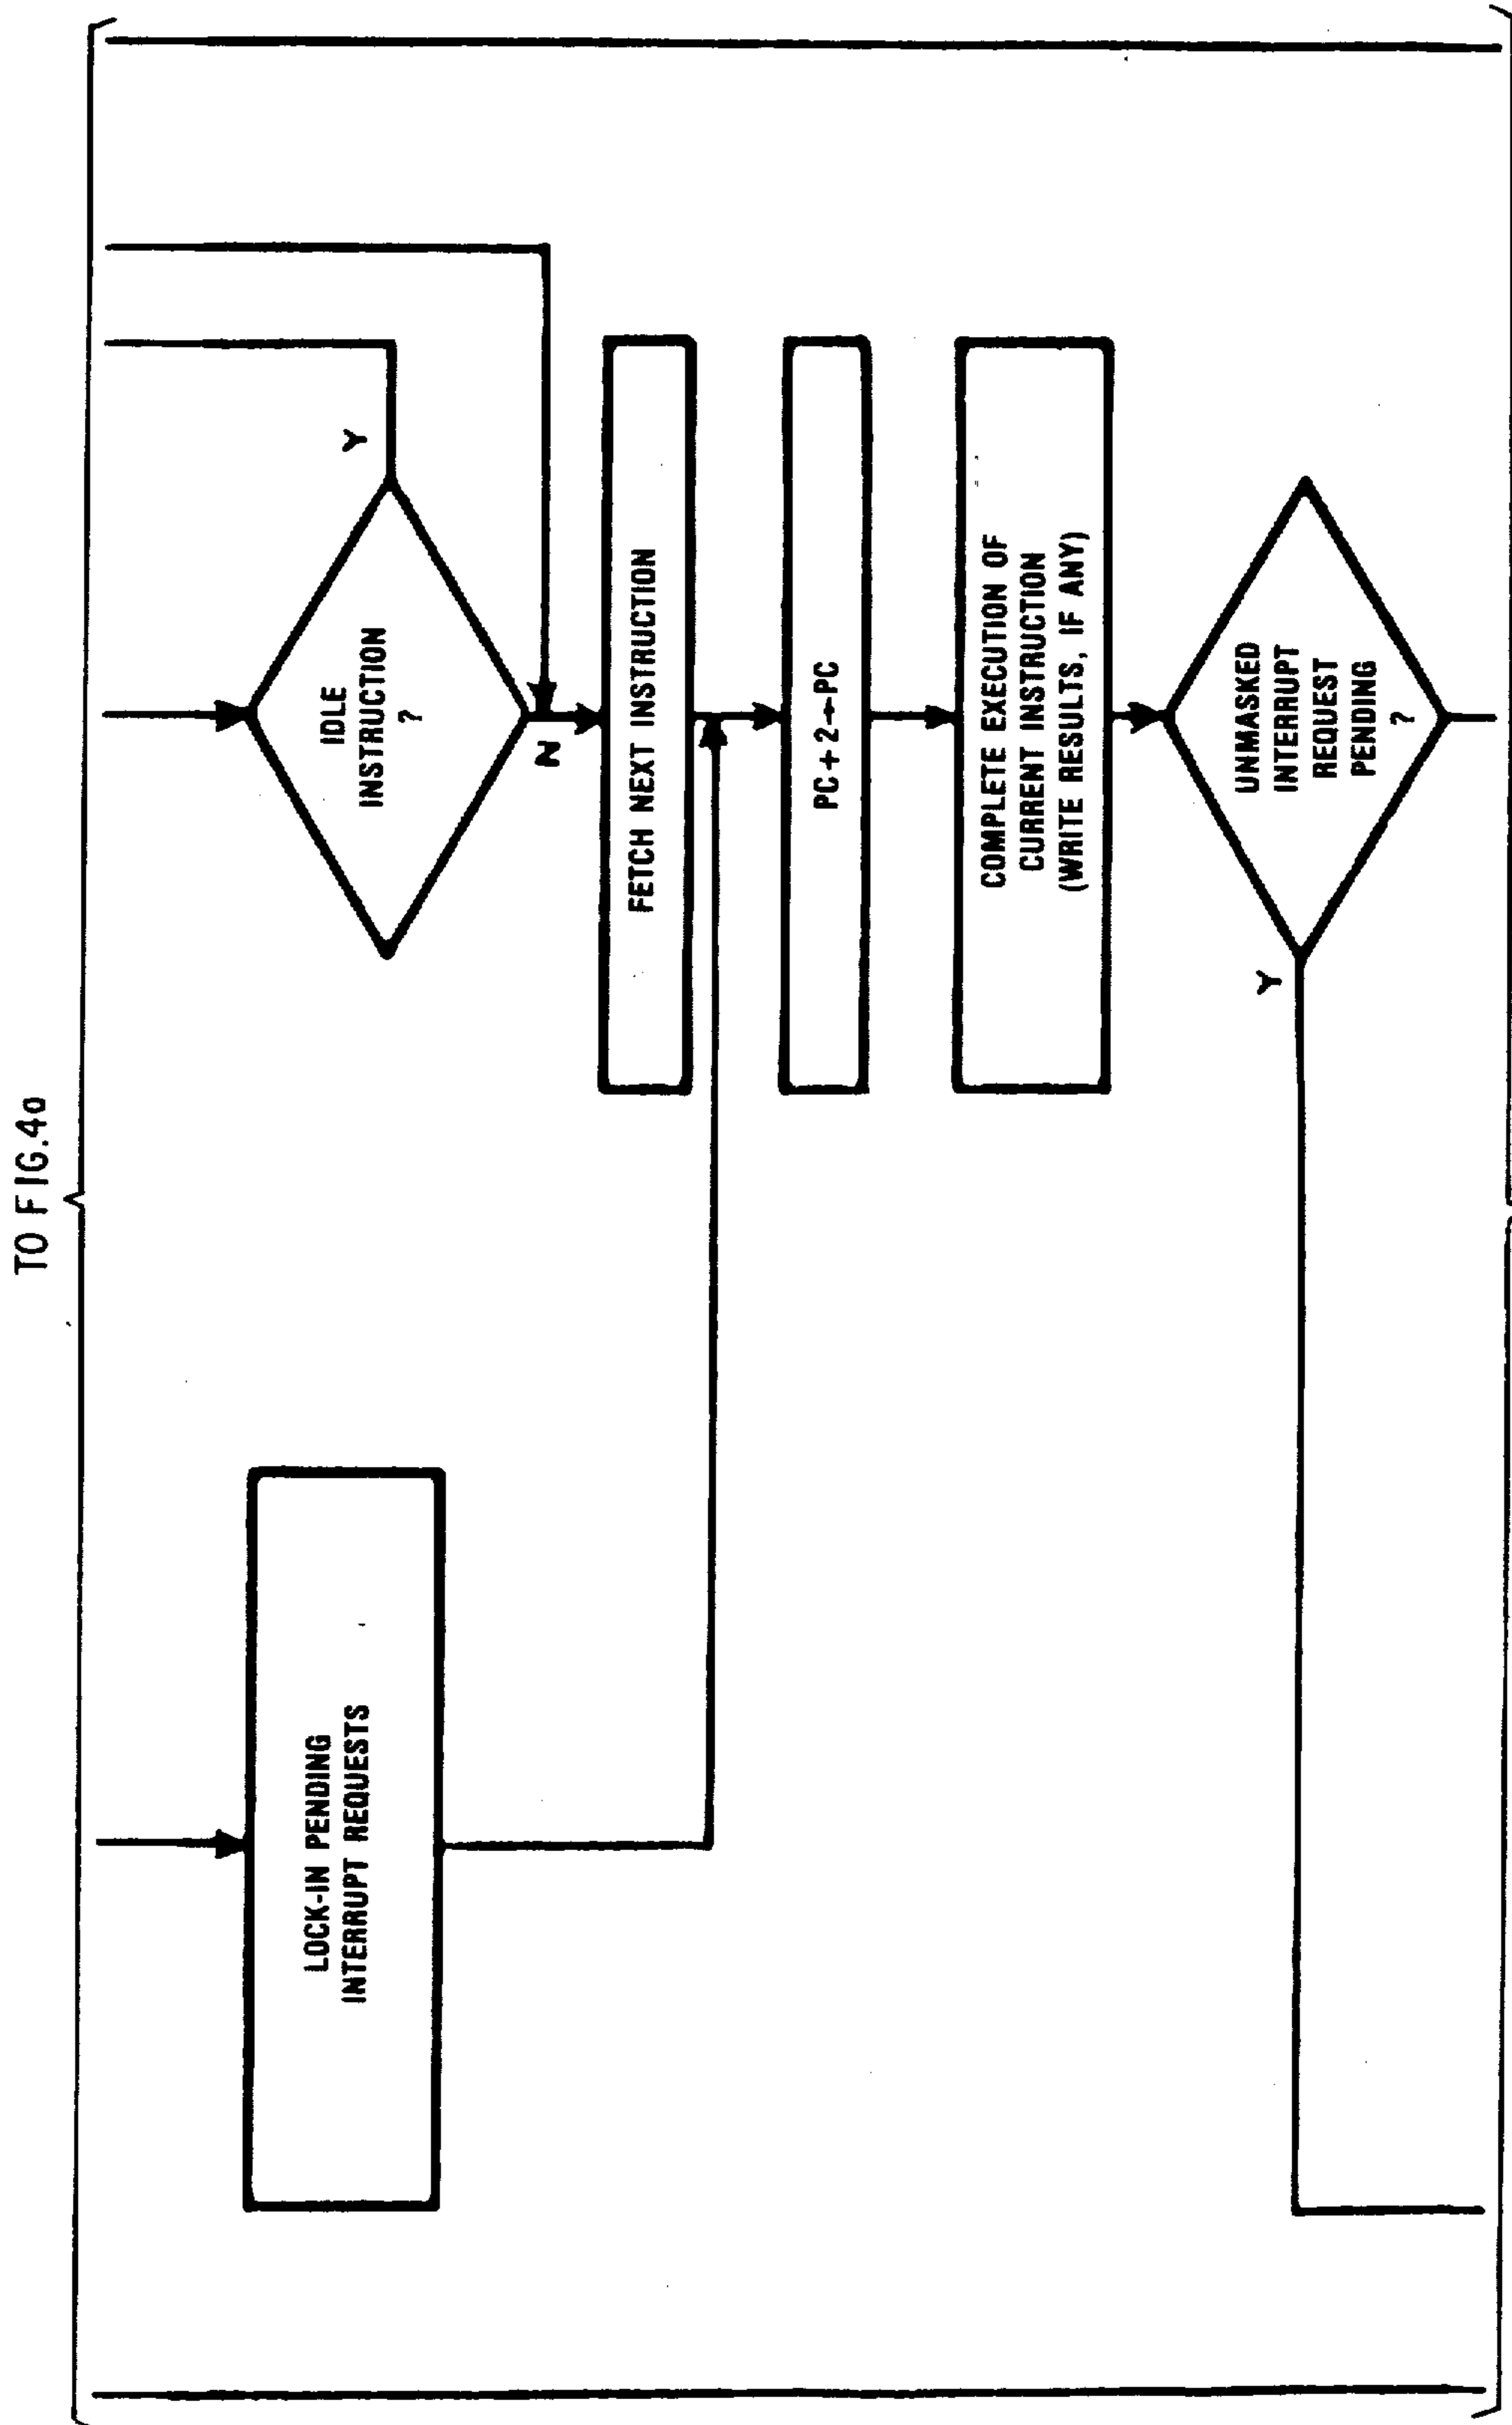 TO FIG.4a
IDLE
INSTRUCTION
?
Y
N
FETCH NEXT INSTRUCTION
LOCK-IN PENDING
INTERRUPT REQUESTS
PC + 2→PC
COMPLETE EXECUTION OF
CURRENT INSTRUCTION
(WRITE RESULTS, IF ANY)
UNMASKED
INTERRUPT
REQUEST
PENDING
?
Y